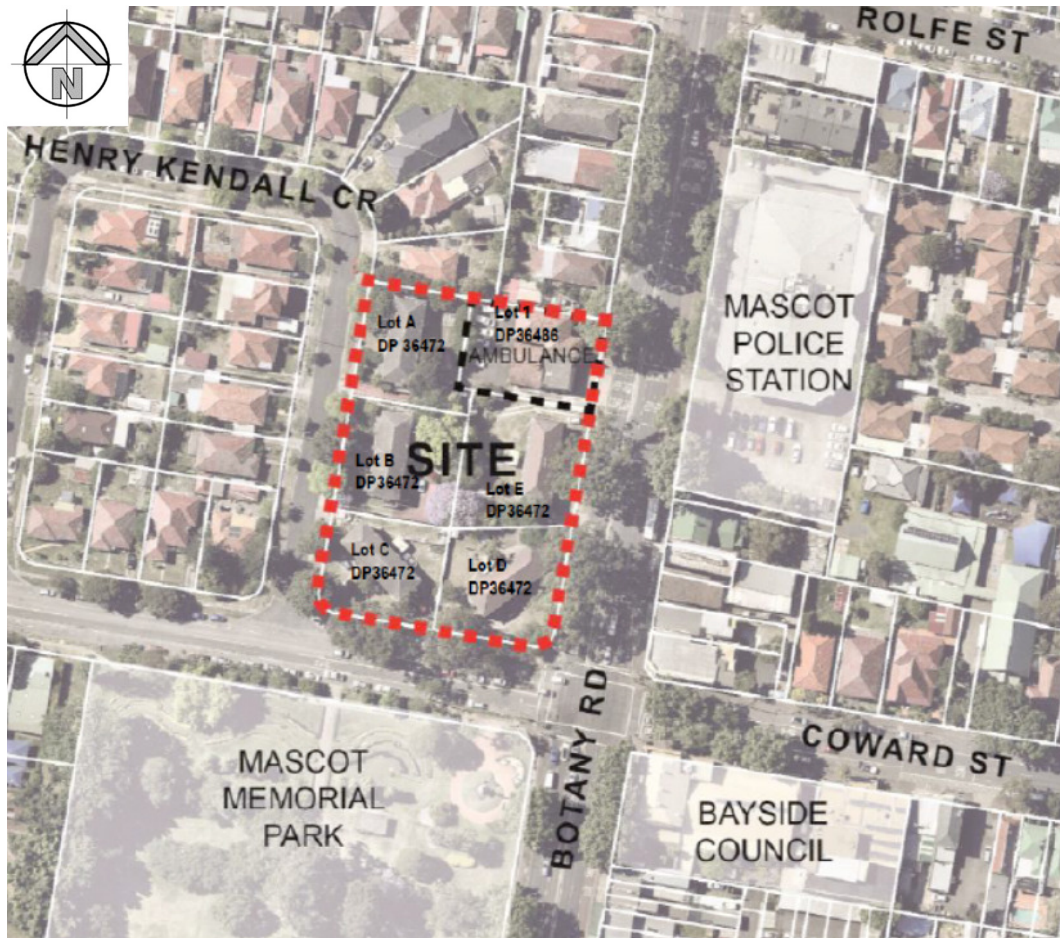 N
ROLFE ST
HENRY KENDALL CR
Lot A
DP 36472
Lot 1
DP36486
AMBULANCE
MASCOT
POLICE
STATION
SITE
Lot B
DP36472
Lot E
DP36472
Lot C
DP36472
Lot D
DP36472
BOTANY RD
COWARD ST
MASCOT
MEMORIAL
PARK
BAYSIDE
COUNCIL